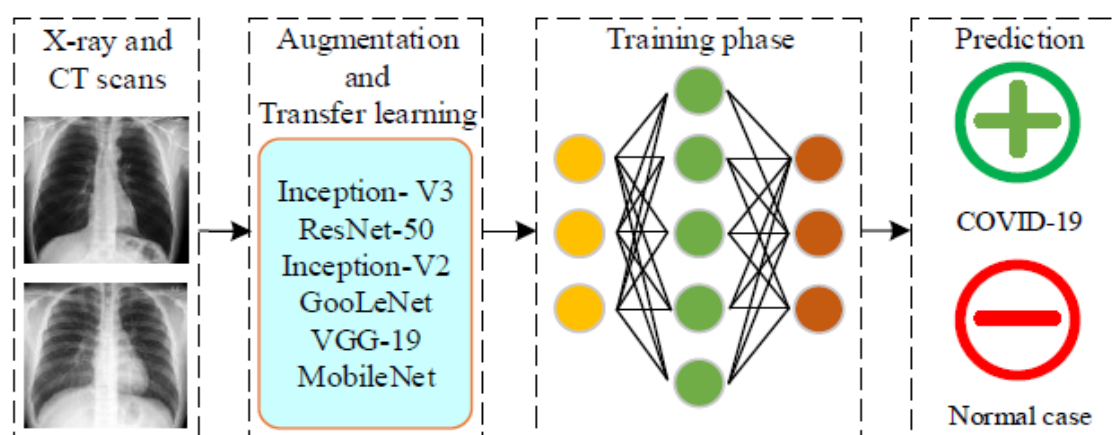 X-ray and
CT scans
Augmentation
and
Transfer learning
Inception- V3
ResNet-50
Inception-V2
GooLeNet
VGG-19
MobileNet
Training phase
Prediction
COVID-19
Normal case